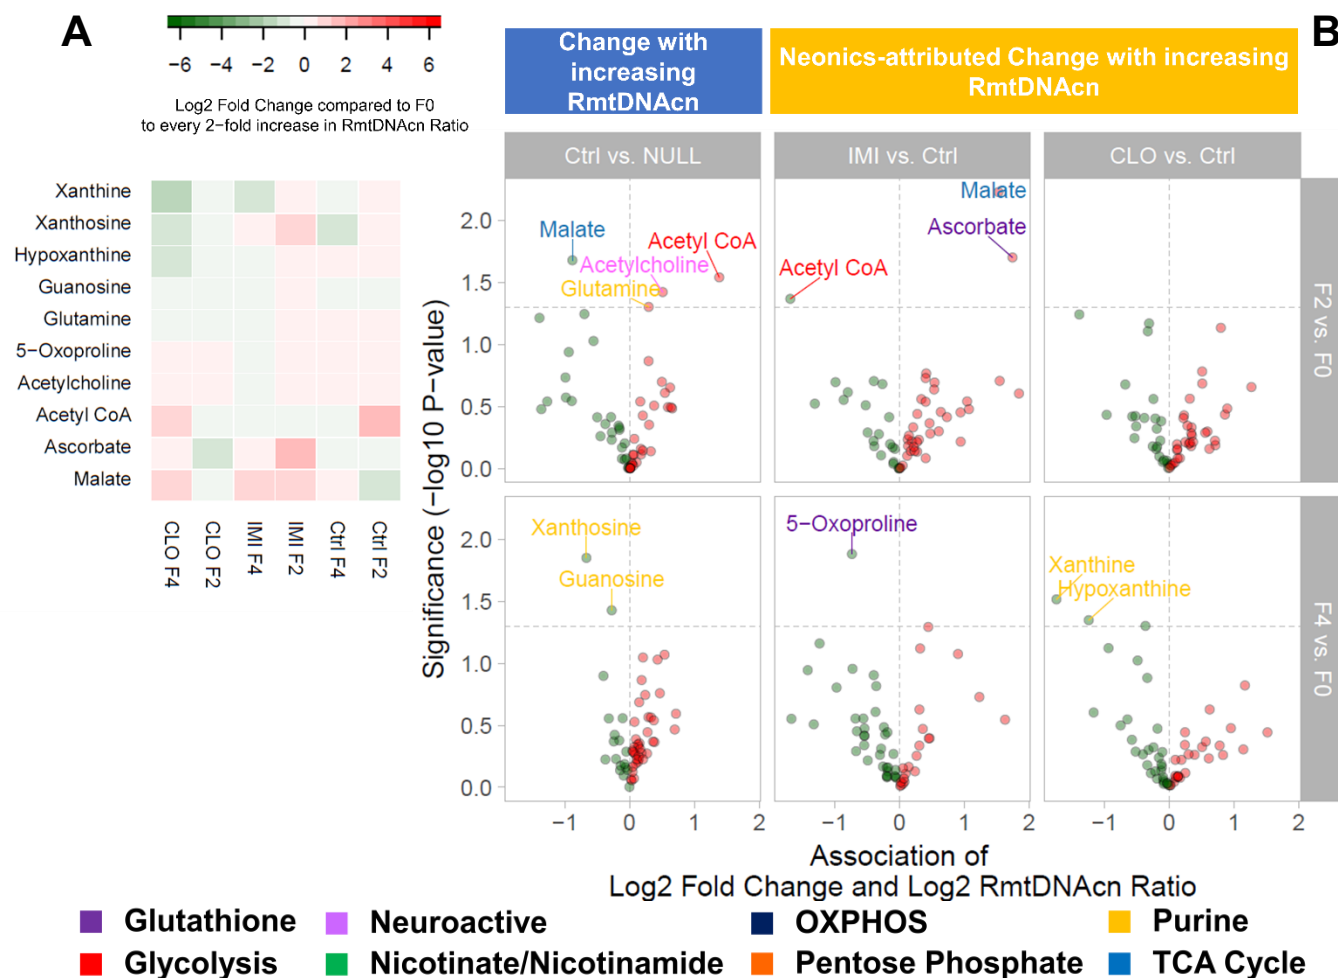 A
−6 −4 −2 0 2 4 6
Log2 Fold Change compared to F0
to every 2−fold increase in RmtDNAcn Ratio
Xanthine
Xanthosine
Hypoxanthine
Guanosine
Glutamine
5−Oxoproline
Acetylcholine
Acetyl CoA
Ascorbate
Malate
CLO F4
CLO F2
IMI F4
IMI F2
Ctrl F4
Ctrl F2
B
Change with
increasing
RmtDNAcn
Neonics-attributed Change with increasing
RmtDNAcn
Ctrl vs. NULL
IMI vs. Ctrl
CLO vs. Ctrl
F2 vs. F0
F4 vs. F0
Significance (−log10 P−value)
2.0
1.5
1.0
0.5
0.0
Malate
Acetyl CoA
Acetylcholine
Glutamine
Malate
Ascorbate
Acetyl CoA
2.0
1.5
1.0
0.5
0.0
Xanthosine
Guanosine
5−Oxoproline
Xanthine
Hypoxanthine
−1 0 1 2
−1 0 1 2
−1 0 1 2
Association of
Log2 Fold Change and Log2 RmtDNAcn Ratio
Glutathione Neuroactive OXPHOS Purine
Glycolysis Nicotinate/Nicotinamide Pentose Phosphate TCA Cycle